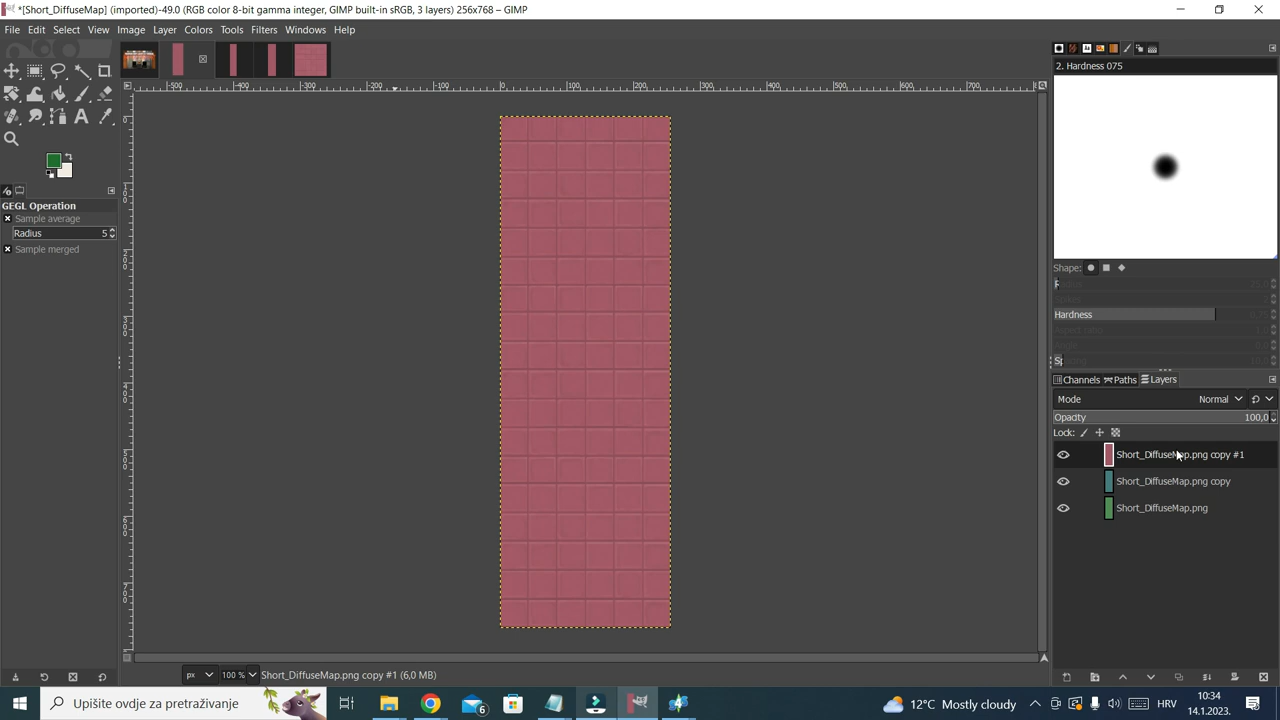 *[Short_DiffuseMap] (imported)-49.0 (RGB color 8-bit gamma integer, GIMP built-in sRGB, 3 layers) 256x768 – GIMP
File Edit Select View Image Layer Colors Tools Filters Windows Help
2. Hardness 075
GEGL Operation
Sample average
Radius 5
Sample merged
Shape:
Hardness
Channels Paths Layers
Mode Normal
Opacity 100,0
Lock:
Short_DiffuseMap.png copy #1
Short_DiffuseMap.png copy
Short_DiffuseMap.png
px 100 % Short_DiffuseMap.png copy #1 (6,0 MB)
Upišite ovdje za pretraživanje
12°C Mostly cloudy
HRV
10:34
14.1.2023.